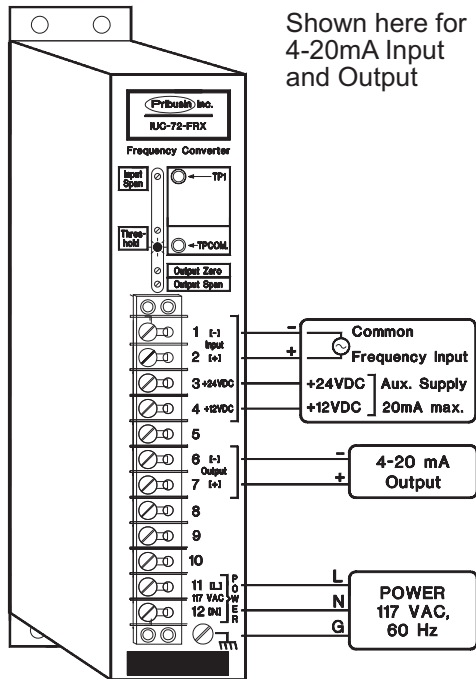 Shown here for
4-20mA Input
and Output
Pribusin Inc.
IUC-72-FRX
Frequency Converter
Input
Span
TP1
Thres-
hold
TPCOM.
Output Zero
Output Span
1 [-]
Input
2 [+]
3 +24VDC
4 +12VDC
5
6 [-]
Output
7 [+]
8
9
10
11 [L]
117 VAC
12 [N]
POWER
- Common
+ Frequency Input
+24VDC Aux. Supply
+12VDC 20mA max.
- 4-20 mA
+ Output
L
N
G
POWER
117 VAC,
60 Hz